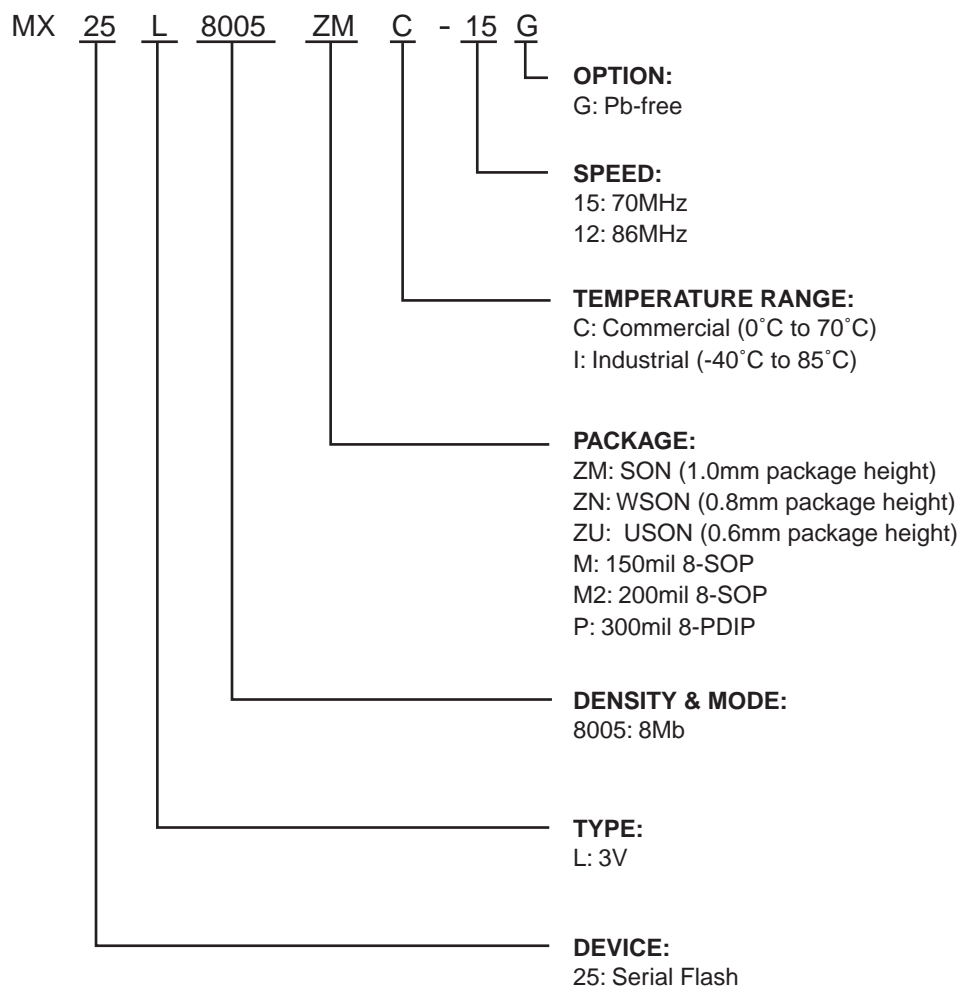 MX 25 L 8005 ZM C - 15 G
OPTION:
G: Pb-free
SPEED:
15: 70MHz
12: 86MHz
TEMPERATURE RANGE:
C: Commercial (0˚C to 70˚C)
I: Industrial (-40˚C to 85˚C)
PACKAGE:
ZM: SON (1.0mm package height)
ZN: WSON (0.8mm package height)
ZU: USON (0.6mm package height)
M: 150mil 8-SOP
M2: 200mil 8-SOP
P: 300mil 8-PDIP
DENSITY & MODE:
8005: 8Mb
TYPE:
L: 3V
DEVICE:
25: Serial Flash